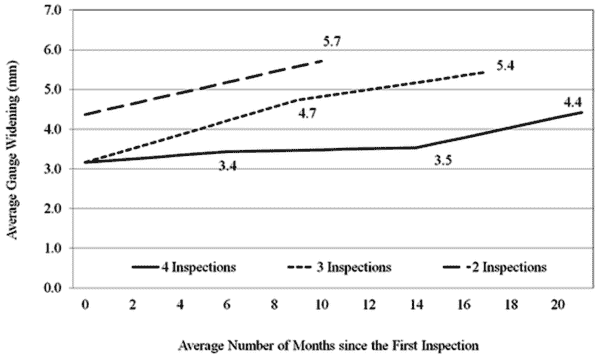 7.0
6.0
5.0
4.0
3.0
2.0
1.0
0.0
Average Gauge Widening (mm)
5.7
5.4
4.7
4.4
3.4
3.5
4 Inspections
3 Inspections
2 Inspections
0 2 4 6 8 10 12 14 16 18 20
Average Number of Months since the First Inspection